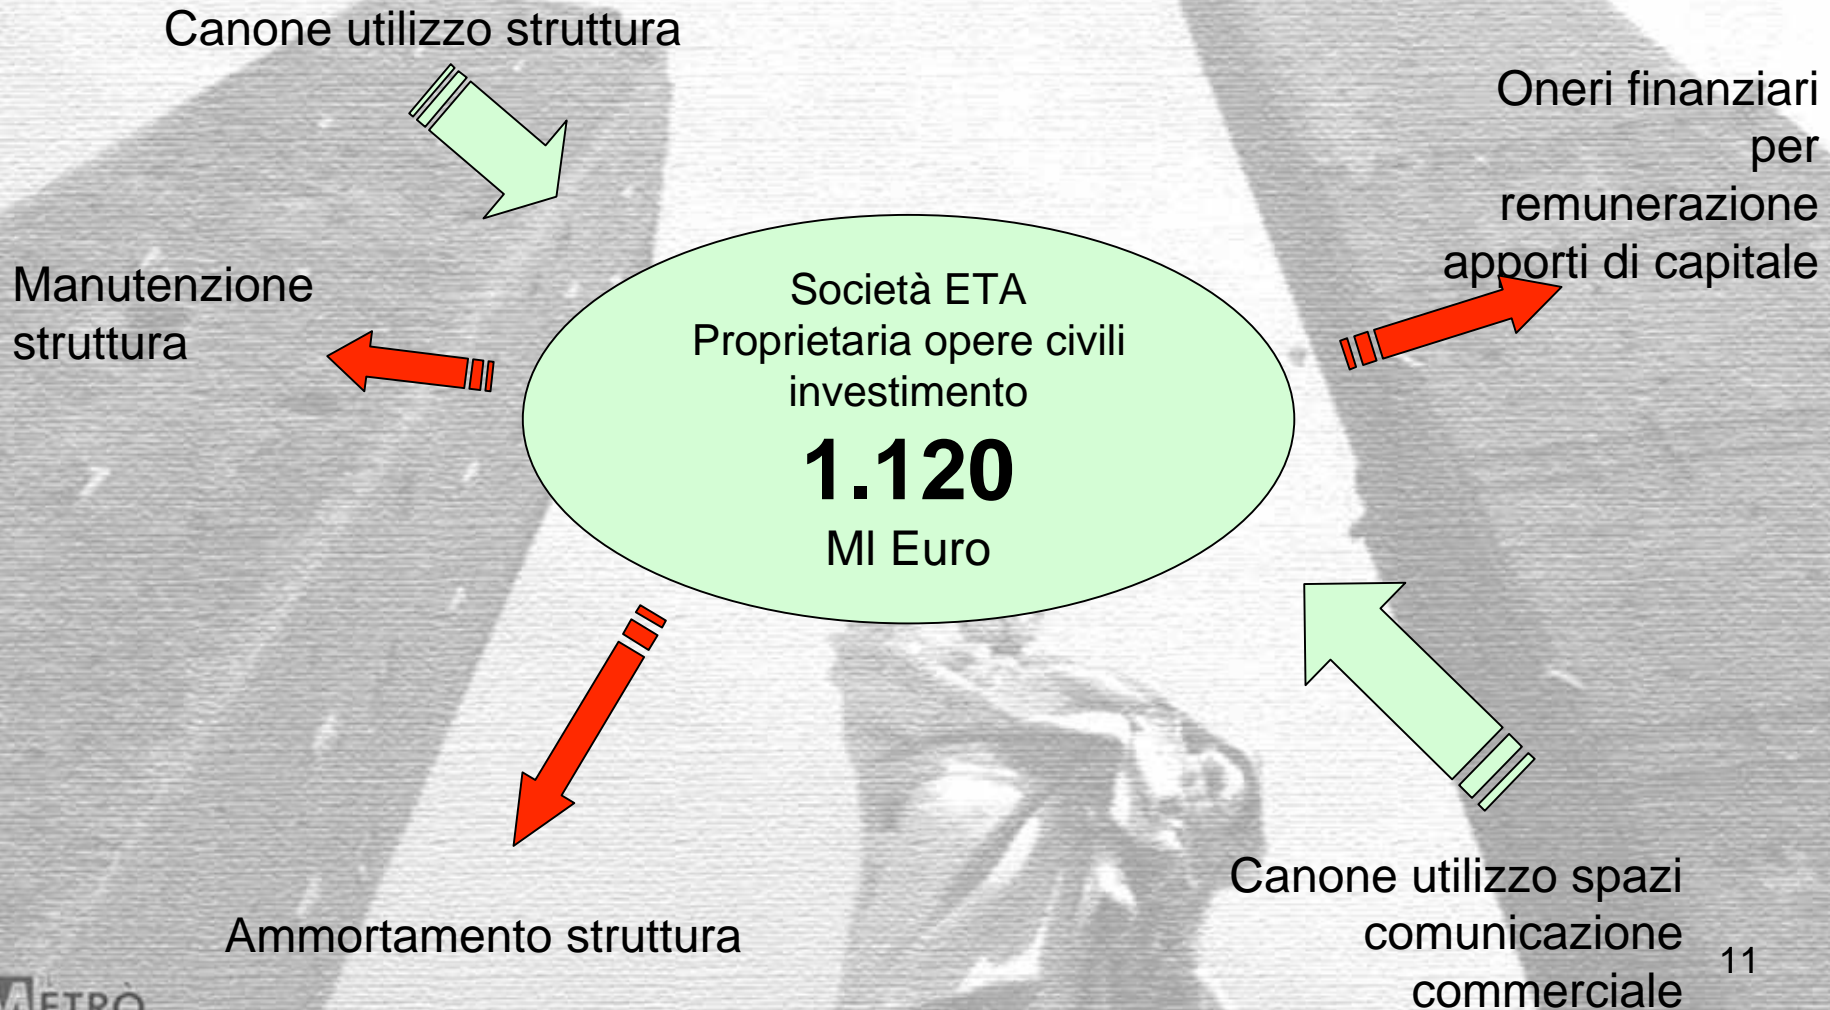 Canone utilizzo struttura
Oneri finanziari
per
remunerazione
apporti di capitale
Manutenzione
struttura
Società ETA
Proprietaria opere civili
investimento
1.120
Ml Euro
Ammortamento struttura
Canone utilizzo spazi
comunicazione
commerciale
11
METRÒ